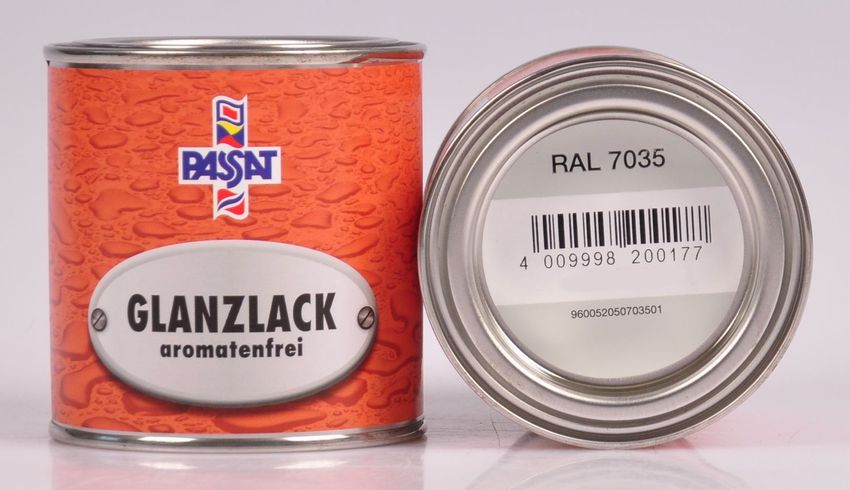 PASSAT
GLANZLACK
aromatenfrei
RAL 7035
4 009998 200177
960052050703501